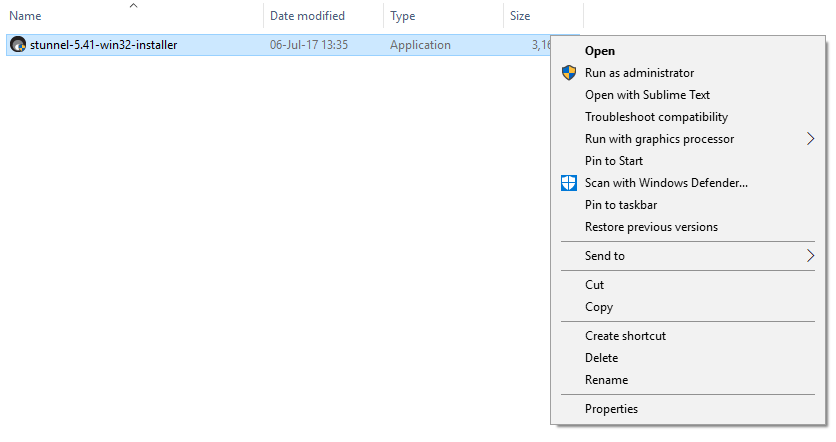 Name Date modified Type Size
stunnel-5.41-win32-installer 06-Jul-17 13:35 Application 3,16
Open
Run as administrator
Open with Sublime Text
Troubleshoot compatibility
Run with graphics processor
Pin to Start
Scan with Windows Defender...
Pin to taskbar
Restore previous versions
Send to
Cut
Copy
Create shortcut
Delete
Rename
Properties